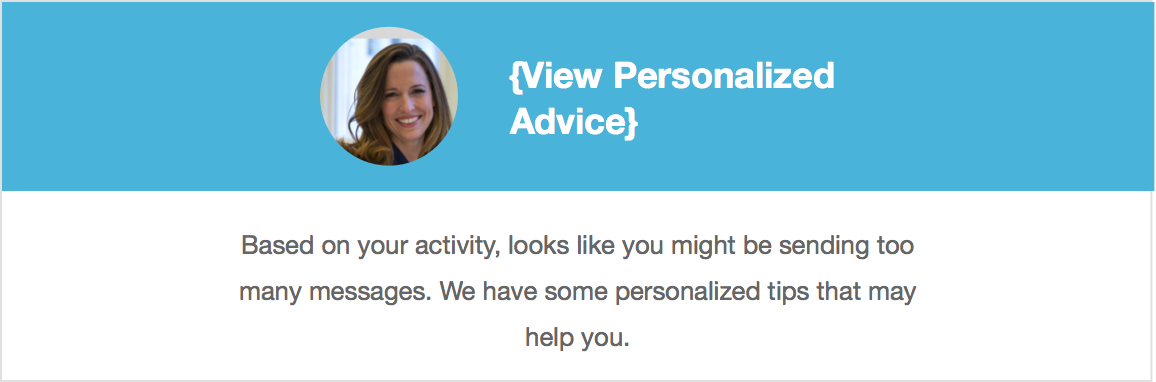 {View Personalized
Advice}
Based on your activity, looks like you might be sending too
many messages. We have some personalized tips that may
help you.